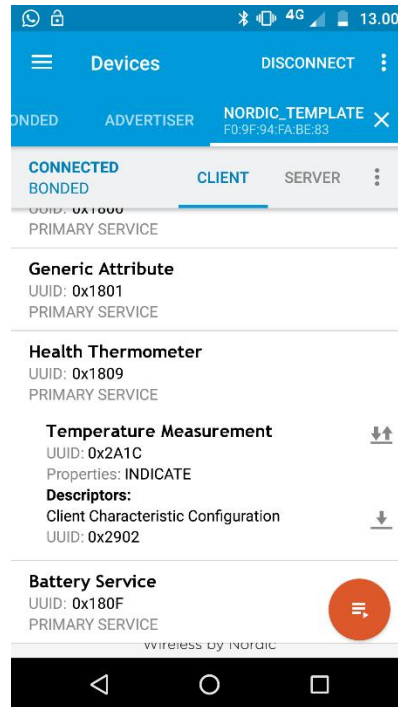 4G 13.00
Devices DISCONNECT
ONDED ADVERTISER NORDIC_TEMPLATE
F0:9F:94:FA:BE:83
CONNECTED
BONDED CLIENT SERVER
UUID: 0x1800
PRIMARY SERVICE
Generic Attribute
UUID: 0x1801
PRIMARY SERVICE
Health Thermometer
UUID: 0x1809
PRIMARY SERVICE
Temperature Measurement
UUID: 0x2A1C
Properties: INDICATE
Descriptors:
Client Characteristic Configuration
UUID: 0x2902
Battery Service
UUID: 0x180F
PRIMARY SERVICE
Wireless by Nordic